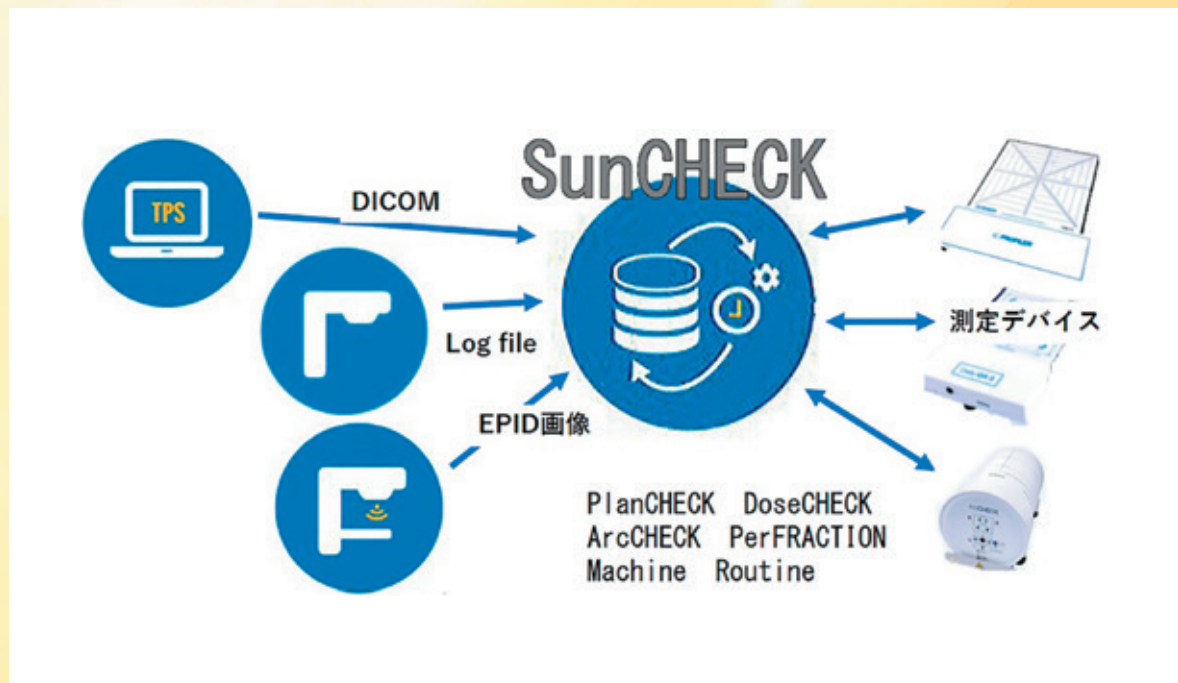 SunCHECK
TPS
DICOM
Log file
EPID画像
測定デバイス
PlanCHECK DoseCHECK
ArcCHECK PerFRACTION
Machine Routine